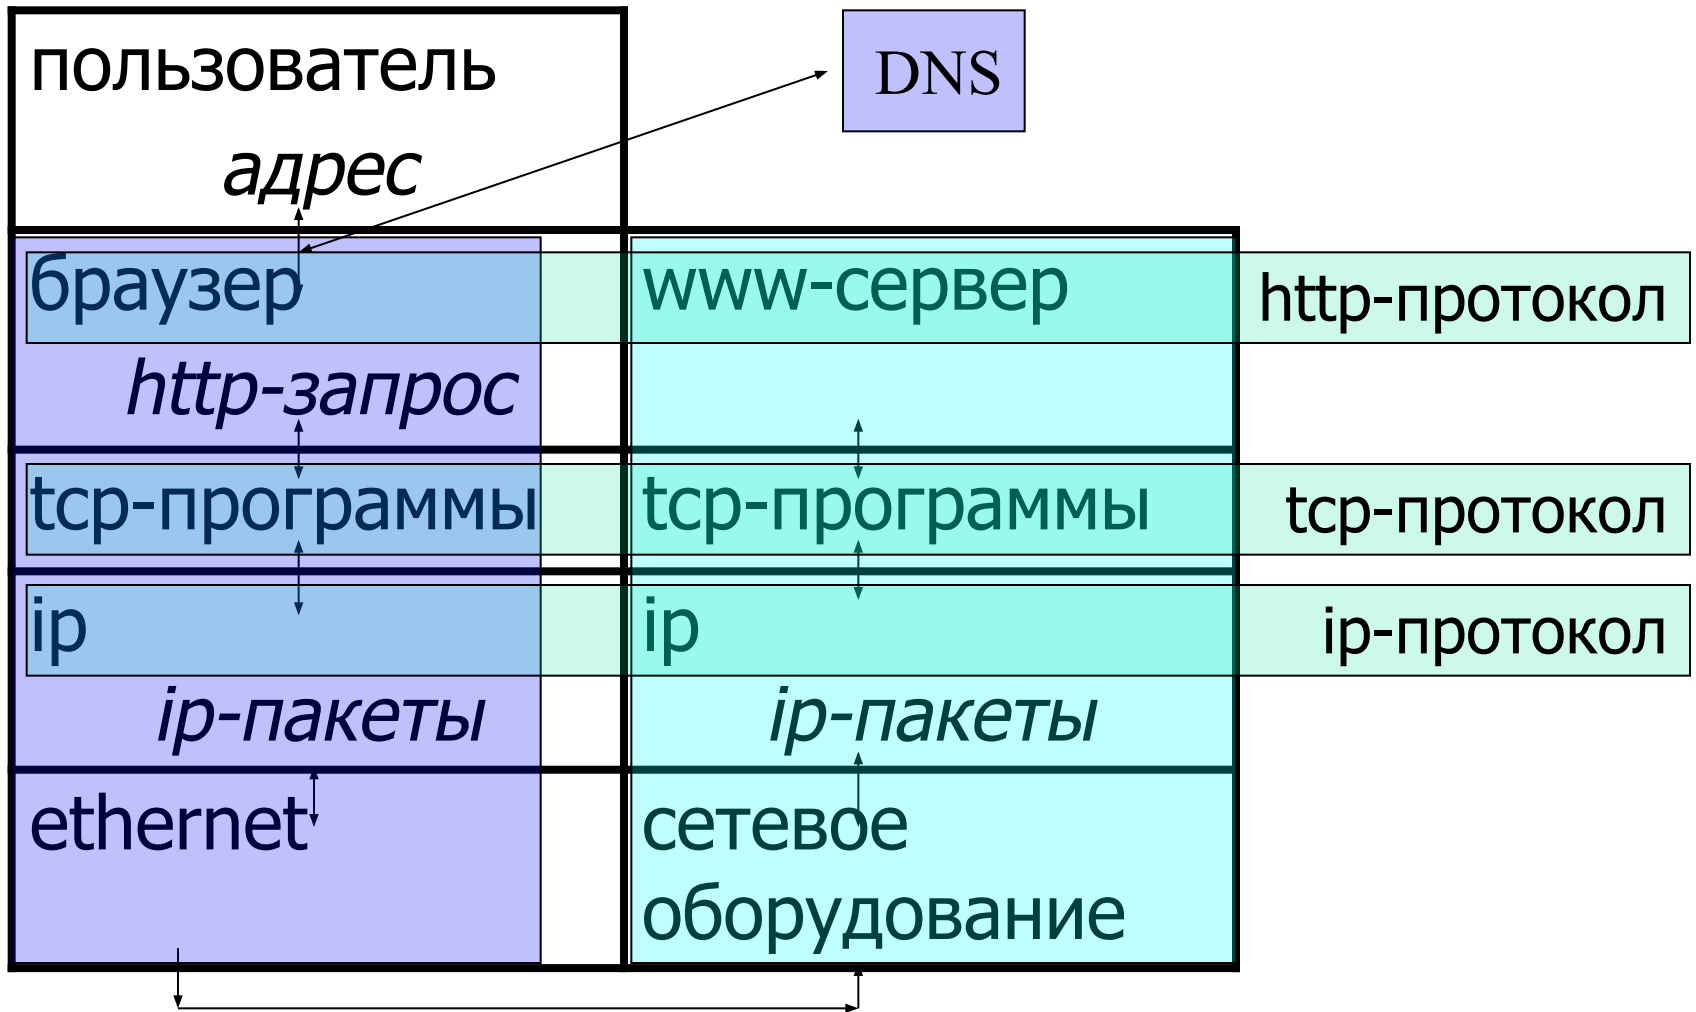 пользователь
DNS
адрес
браузер
www-сервер
http-протокол
http-запрос
tcp-программы
tcp-программы
tcp-протокол
ip
ip
ip-протокол
ip-пакеты
ip-пакеты
ethernet
сетевое
оборудование